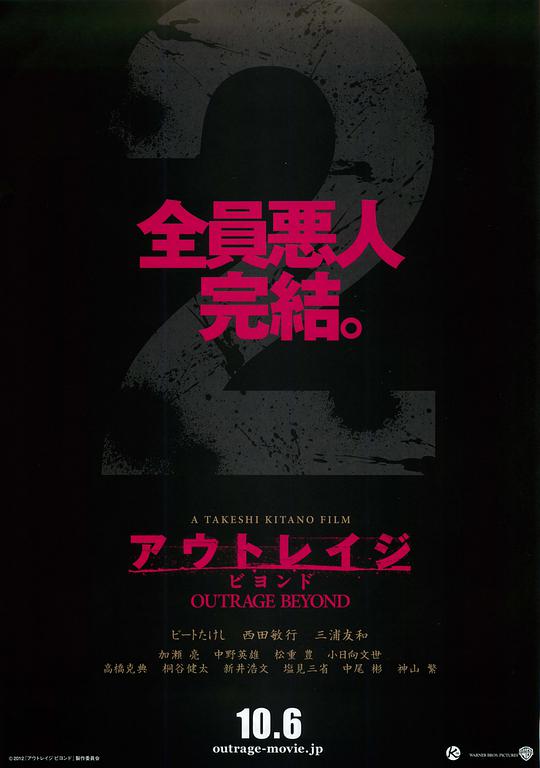 2
全員悪人
完結。
A TAKESHI KITANO FILM
アウトレイジ
ビヨンド
OUTRAGE BEYOND
ビートたけし 西田敏行 三浦友和
加瀬 亮 中野英雄 松重 豊 小日向文世
高橋克典 桐谷健太 新井浩文 塩見三省 中尾 彬 神山 繁
10.6
outrage-movie.jp
©2012「アウトレイジ ビヨンド」製作委員会
K WARNER BROS. PICTURES WB